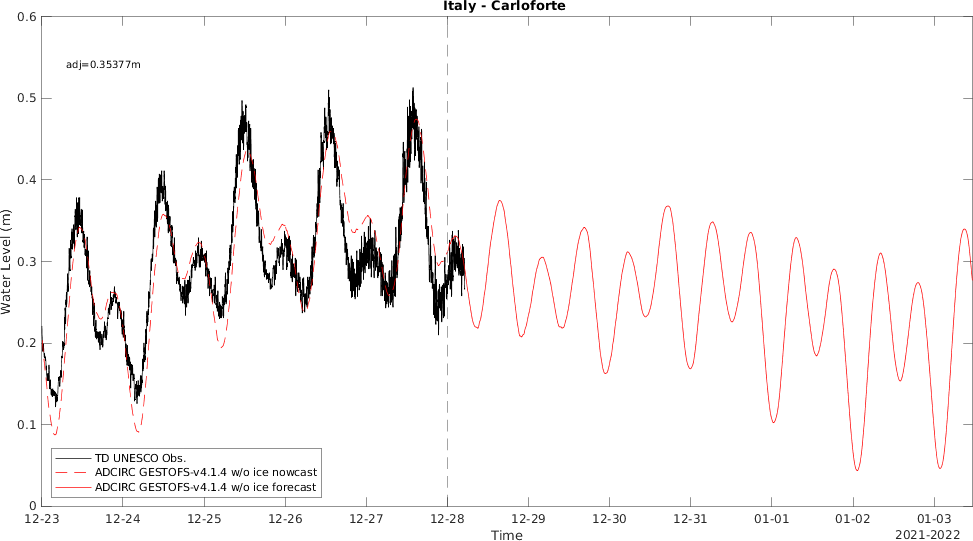 Italy - Carloforte
adj=0.35377m
Water Level (m)
0.6
0.5
0.4
0.3
0.2
0.1
0
TD UNESCO Obs.
ADCIRC GESTOFS-v4.1.4 w/o ice nowcast
ADCIRC GESTOFS-v4.1.4 w/o ice forecast
12-23 12-24 12-25 12-26 12-27 12-28 12-29 12-30 12-31 01-01 01-02 01-03
Time
2021-2022